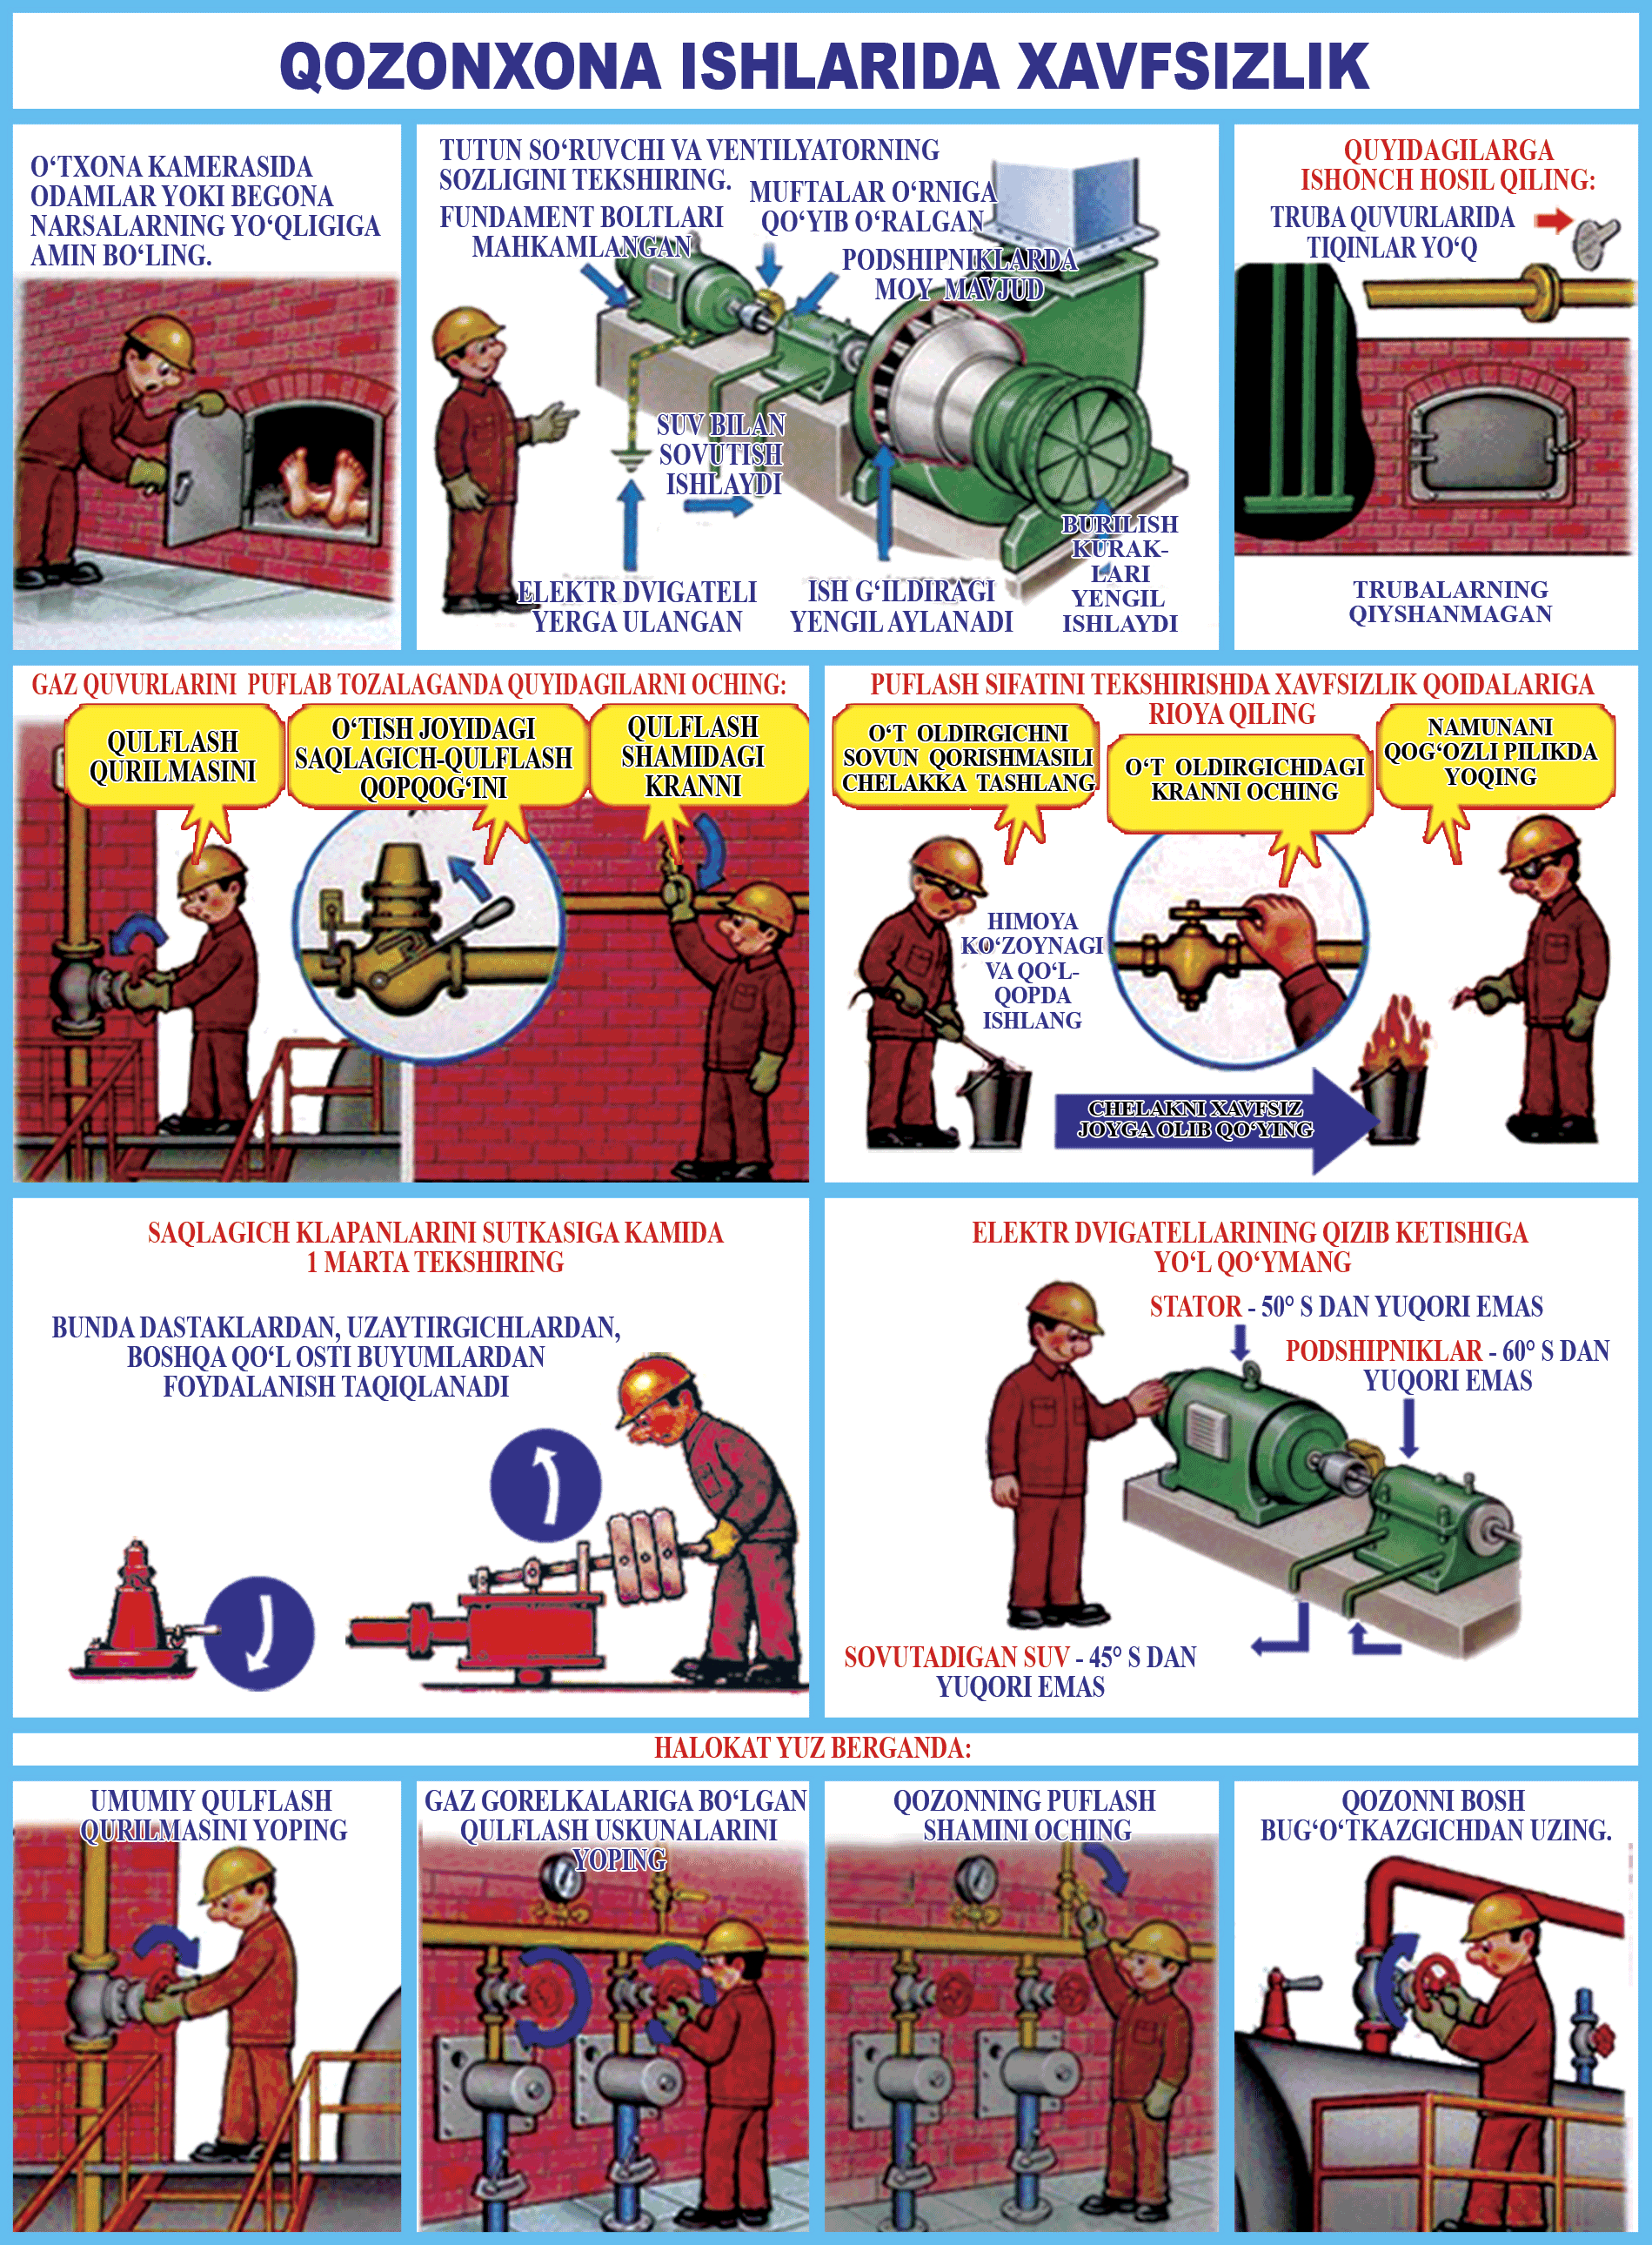 QOZONXONA ISHLARIDA XAVFSIZLIK
O‘TXONA KAMERASIDA
ODAMLAR YOKI BEGONA
NARSALARNING YO‘QLIGIGA
AMIN BO‘LING.
TUTUN SO‘RUVCHI VA VENTILYATORNING
SOZLIGINI TEKSHIRING.
FUNDAMENT BOLTLARI
MAHKAMLANGAN
MUFTALAR O‘RNIGA
QO‘YIB O‘RALGAN
PODSHIPNIKLARDA
MOY MAVJUD
SUV BILAN
SOVUTISH
ISHLAYDI
ELEKTR DVIGATELI
YERGA ULANGAN
ISH G‘ILDIRAGI
YENGIL AYLANADI
BURILISH
KURAK-
LARI
YENGIL
ISHLAYDI
QUYIDAGILARGA
ISHONCH HOSIL QILING:
TRUBA QUVURLARIDA
TIQINLAR YO‘Q
TRUBALARNING
QIYSHANMAGAN
GAZ QUVURLARINI PUFLAB TOZALAGANDA QUYIDAGILARNI OCHING:
QULFLASH
QURILMASINI
O‘TISH JOYIDAGI
SAQLAGICH-QULFLASH
QOPQOG‘INI
QULFLASH
SHAMIDAGI
KRANNI
PUFLASH SIFATINI TEKSHIRISHDA XAVFSIZLIK QOIDALARIGA
RIOYA QILING
O‘T OLDIRGICHNI
SOVUN QORISHMASILI
CHELAKKA TASHLANG
O‘T OLDIRGICHDAGI
KRANNI OCHING
NAMUNANI
QOG‘OZLI PILIKDA
YOQING
HIMOYA
KO‘ZOYNAGI
VA QO‘L-
QOPDA
ISHLANG
CHELAKNI XAVFSIZ
JOYGA OLIB QO‘YING
SAQLAGICH KLAPANLARINI SUTKASIGA KAMIDA
1 MARTA TEKSHIRING
BUNDA DASTAKLARDAN, UZAYTIRGICHLARDAN,
BOSHQA QO‘L OSTI BUYUMLARDAN
FOYDALANISH TAQIQLANADI
ELEKTR DVIGATELLARINING QIZIB KETISHIGA
YO‘L QO‘YMANG
STATOR - 50° S DAN YUQORI EMAS
PODSHIPNIKLAR - 60° S DAN
YUQORI EMAS
SOVUTADIGAN SUV - 45° S DAN
YUQORI EMAS
HALOKAT YUZ BERGANDA:
UMUMIY QULFLASH
QURILMASINI YOPING
GAZ GORELKALARIGA BO‘LGAN
QULFLASH USKUNALARINI
YOPING
QOZONNING PUFLASH
SHAMINI OCHING
QOZONNI BOSH
BUG‘O‘TKAZGICHDAN UZING.